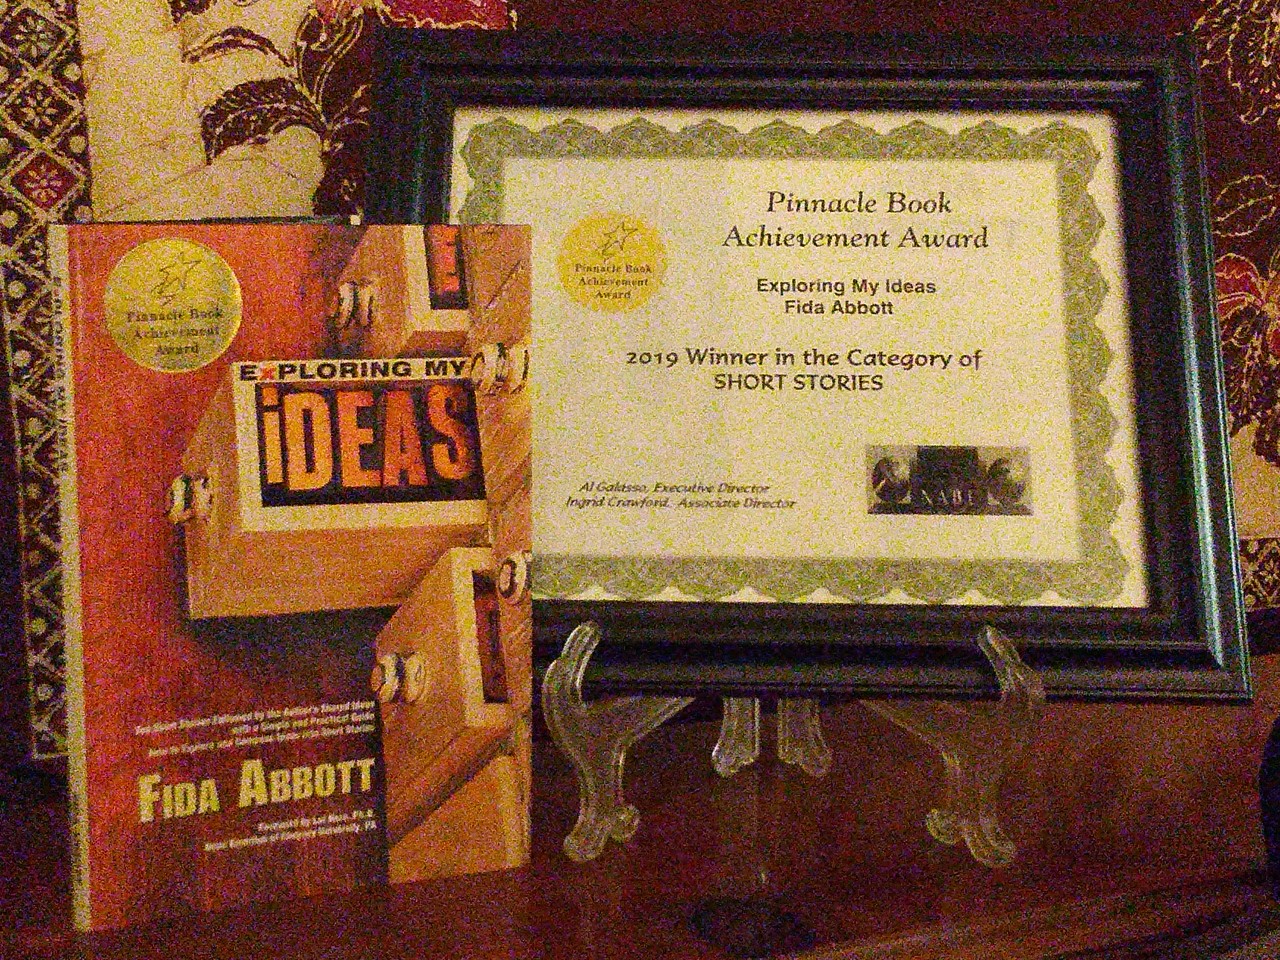 Pinnacle Book
Achievement
Award
EXPLORING MY
iDEAS
FIDA ABBOTT
Pinnacle Book
Achievement Award
Pinnacle Book
Achievement
Award
Exploring My Ideas
Fida Abbott
2019 Winner in the Category of
SHORT STORIES
Al Galasso, Executive Director
Ingrid Crawford, Associate Director
NABE